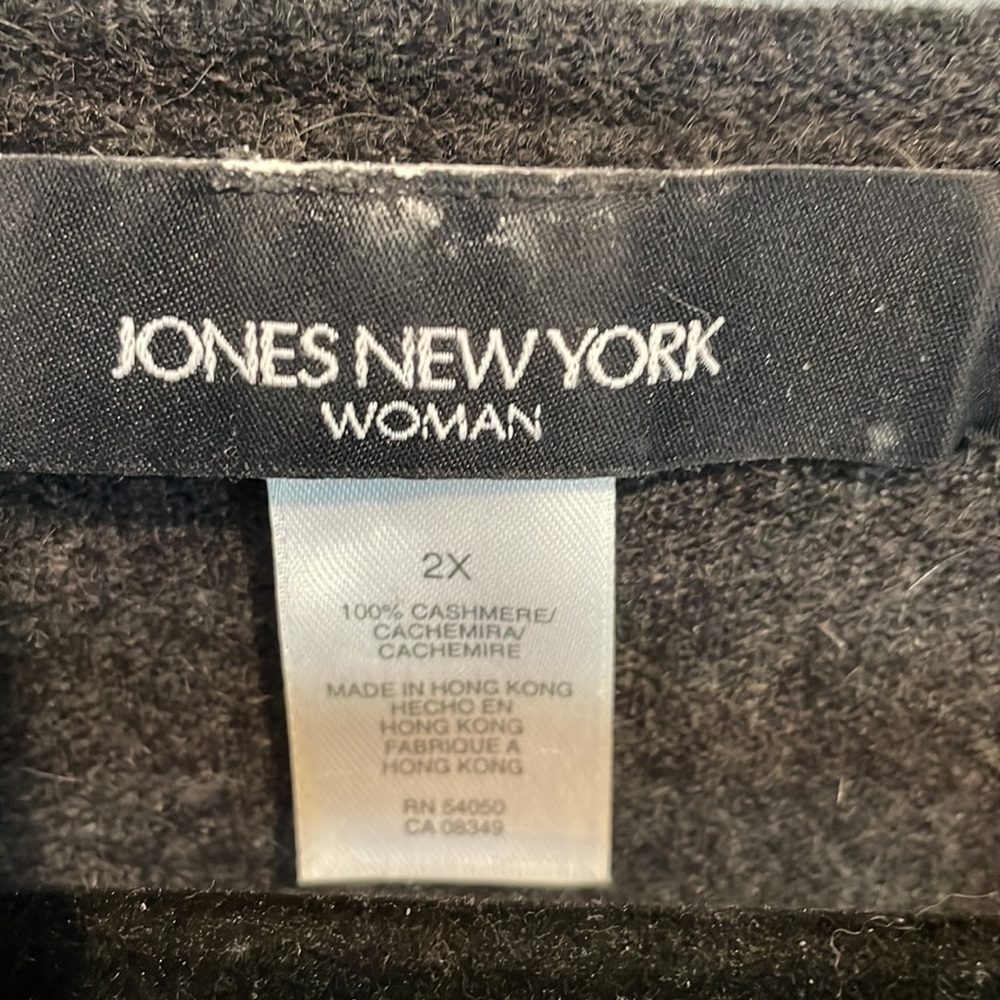 JONES NEW YORK
WOMAN
2X
100% CASHMERE/
CACHEMIRA/
CACHEMIRE
MADE IN HONG KONG
HECHO EN
HONG KONG
FABRIQUE A
HONG KONG
RN 54050
CA 08349